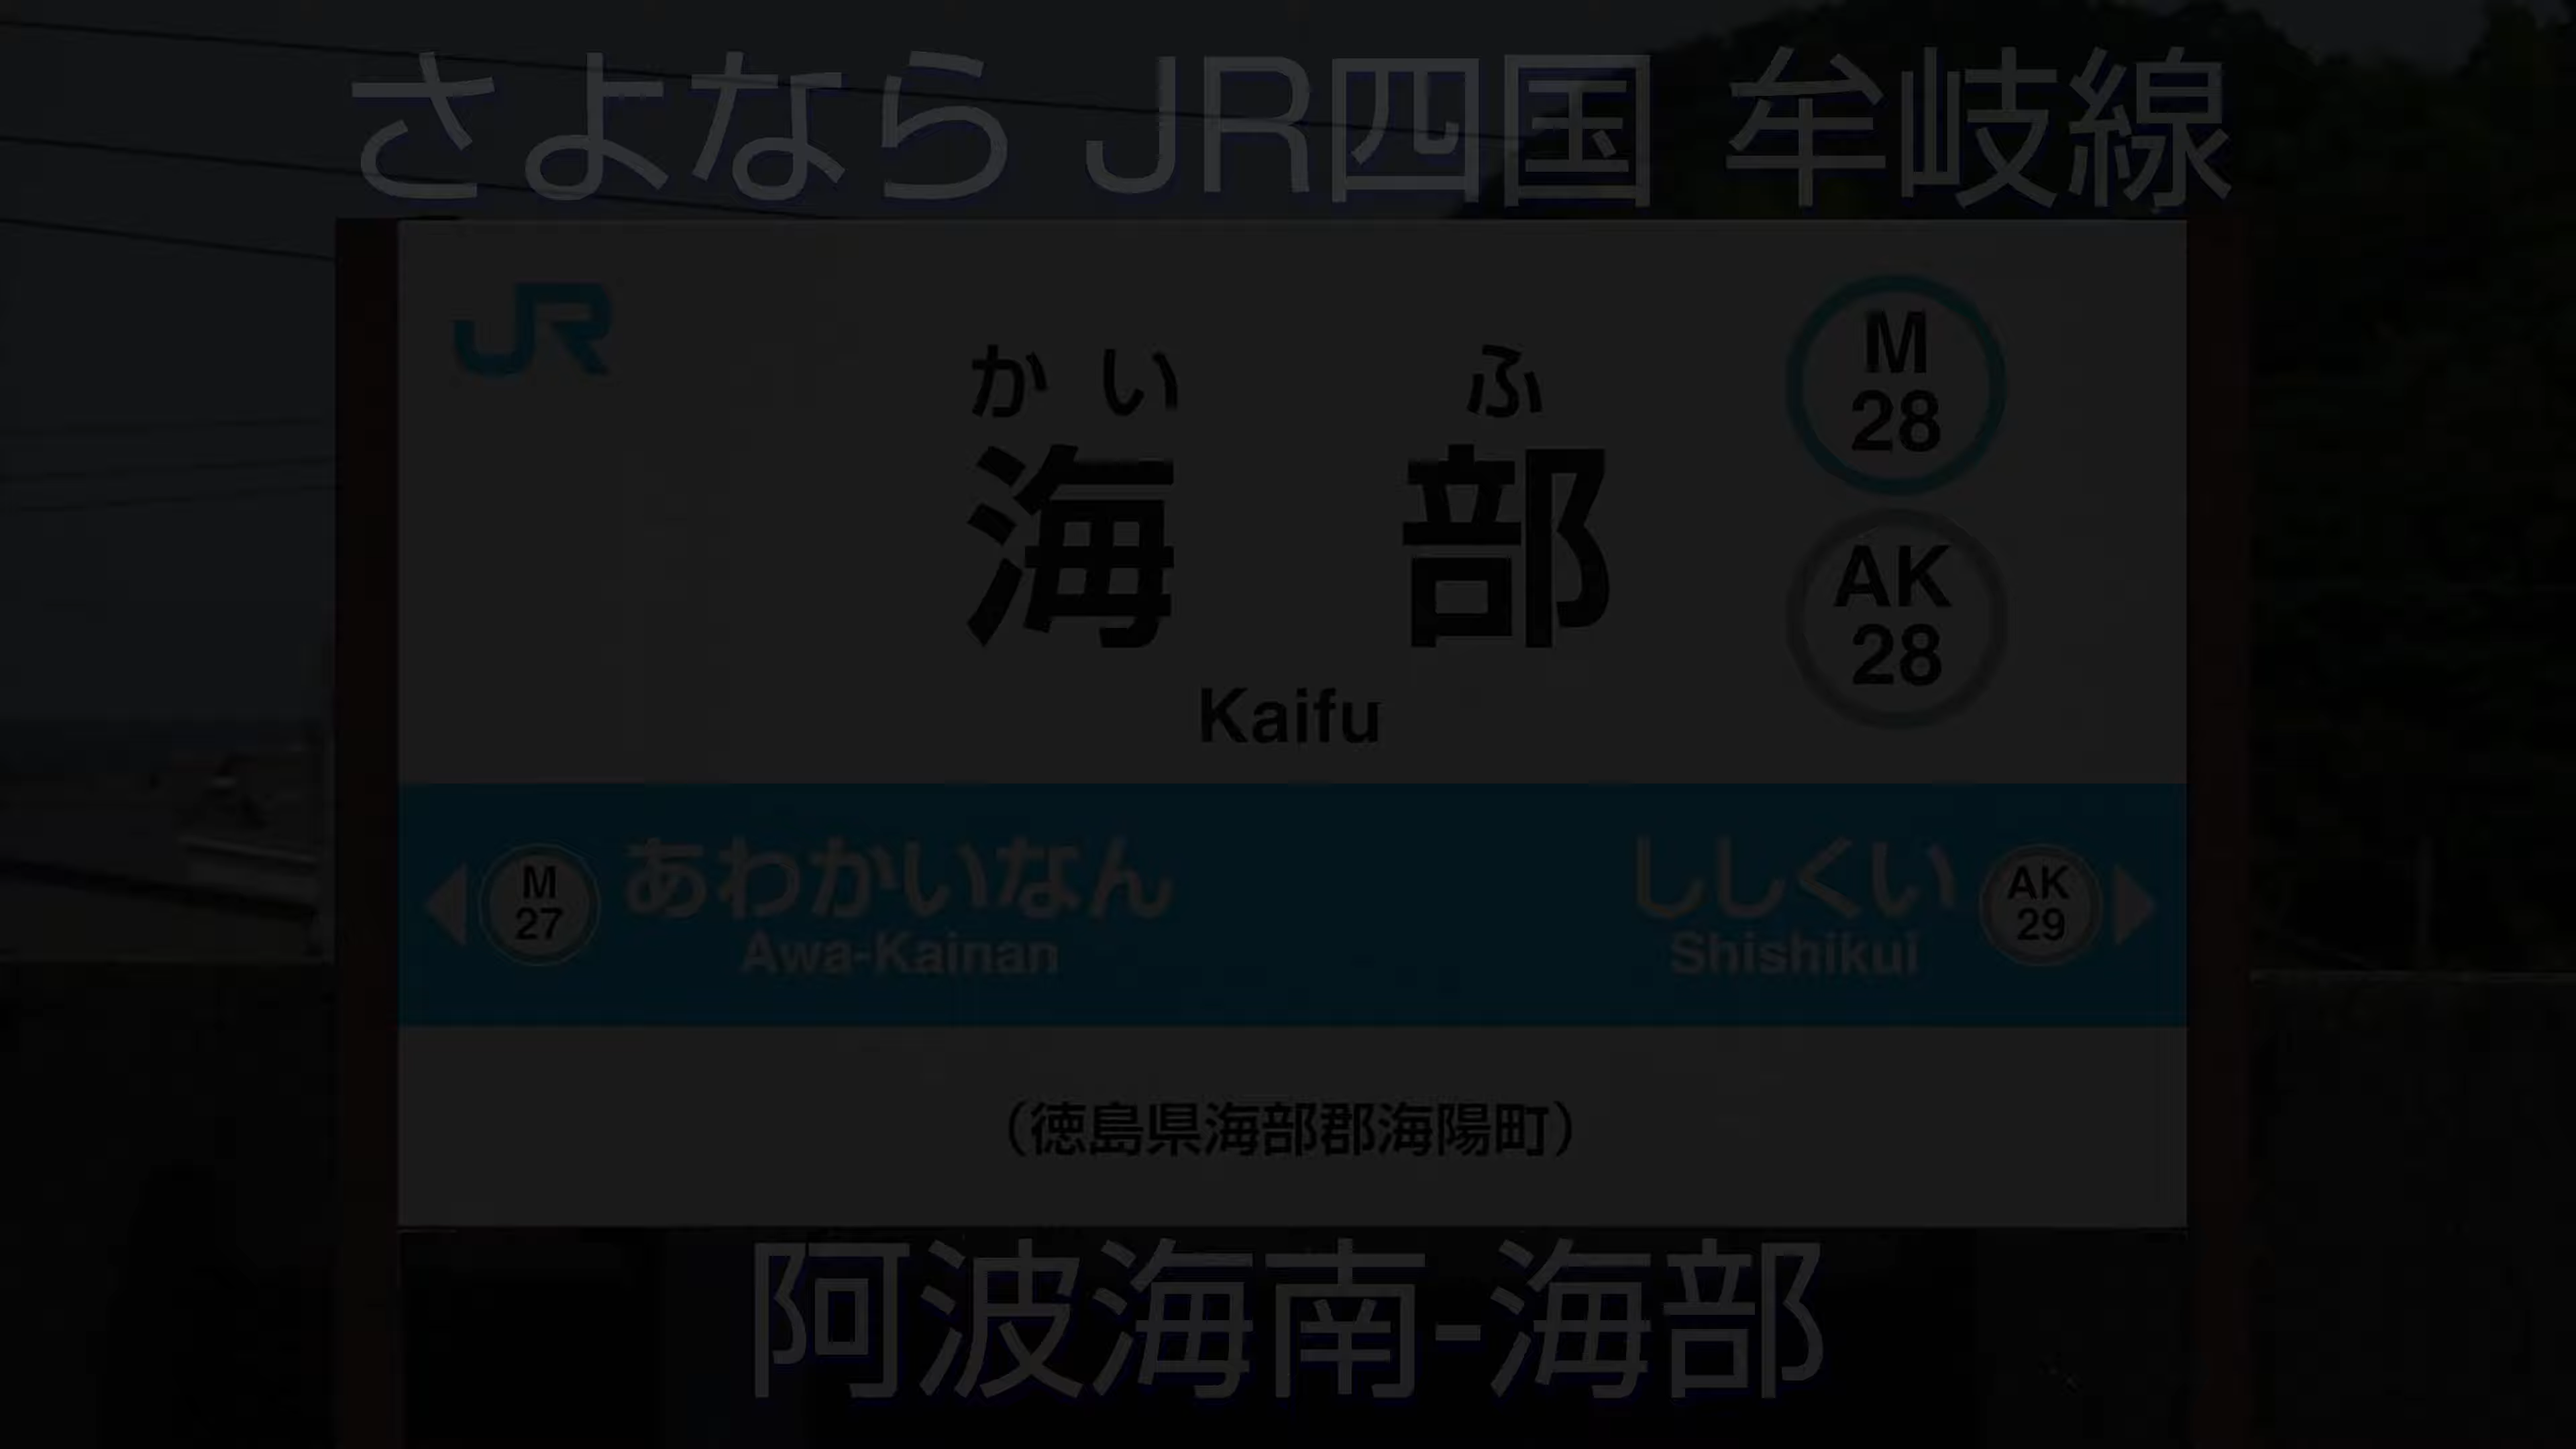 さよなら JR四国 牟岐線
JR
M
28
かいふ
海部
AK
28
Kaifu
M
27
あわかいなん
Awa-Kainan
ししくい
Shishikui
AK
29
(徳島県海部郡海陽町)
阿波海南-海部